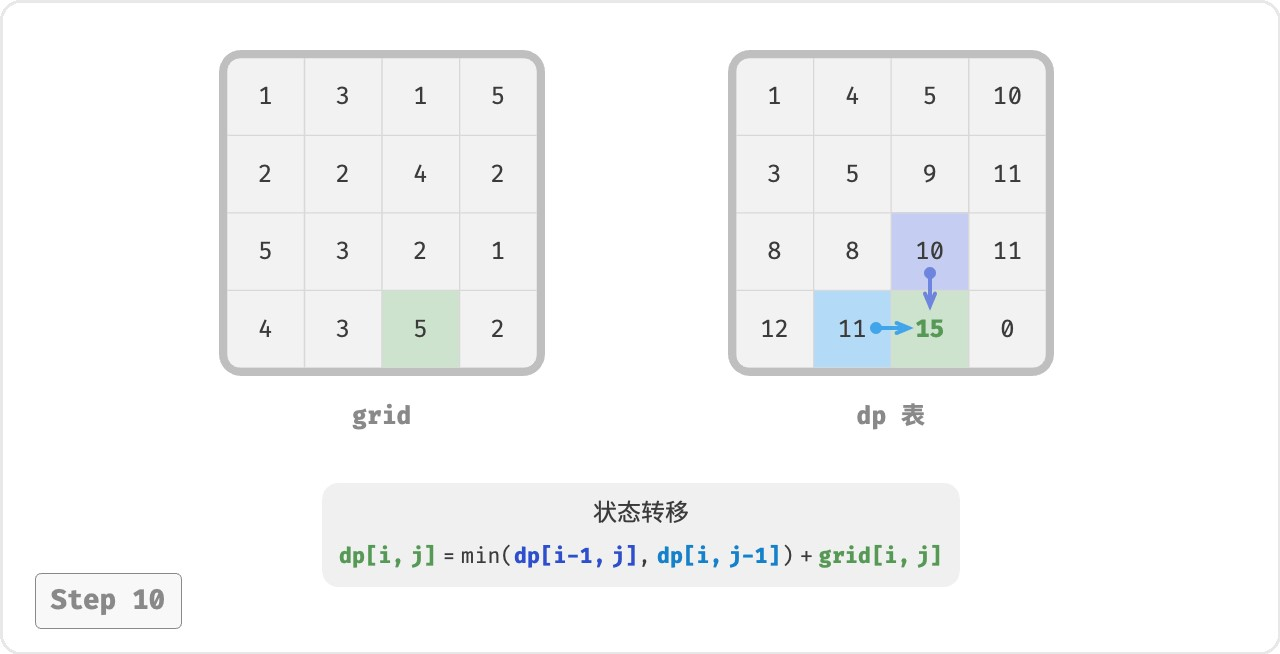 1 3 1 5 1 4 5 10
2 2 4 2 3 5 9 11
5 3 2 1 8 8 10 11
4 3 5 2 12 11 15 0
grid dp 表
状态转移
dp[i, j] = min(dp[i-1, j], dp[i, j-1]) + grid[i, j]
Step 10